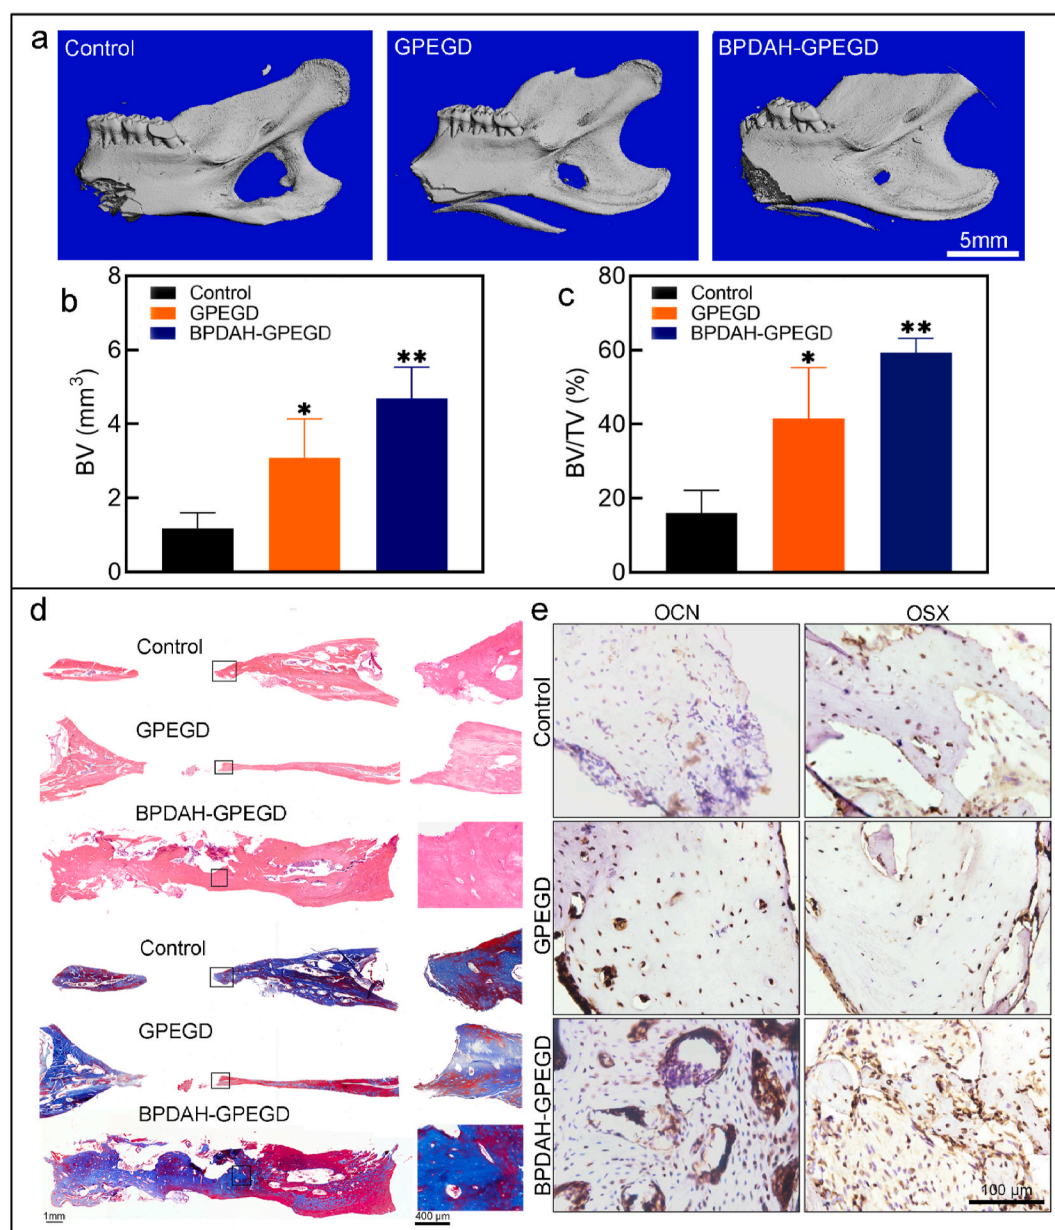 a
Control
GPEGD
BPDAH-GPEGD
5mm
b
8
6
4
2
0
BV (mm³)
Control
GPEGD
BPDAH-GPEGD
*
**
c
80
60
40
20
0
BV/TV (%)
Control
GPEGD
BPDAH-GPEGD
*
**
d
Control
GPEGD
BPDAH-GPEGD
Control
GPEGD
BPDAH-GPEGD
1mm
400 µm
e
OCN
OSX
Control
GPEGD
BPDAH-GPEGD
100 µm